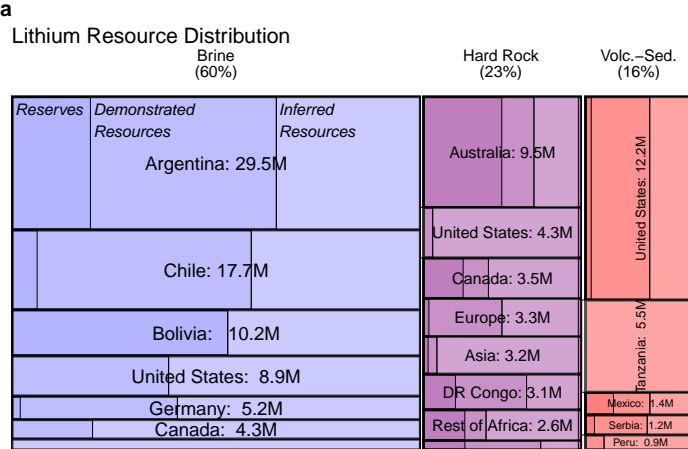 a
Lithium Resource Distribution
Brine
(60%)
Hard Rock
(23%)
Volc.−Sed.
(16%)
Reserves
Demonstrated
Resources
Inferred
Resources
Argentina: 29.5M
Chile: 17.7M
Bolivia: 10.2M
United States: 8.9M
Germany: 5.2M
Canada: 4.3M
Australia: 9.5M
United States: 4.3M
Canada: 3.5M
Europe: 3.3M
Asia: 3.2M
DR Congo: 3.1M
Rest of Africa: 2.6M
United States: 12.2M
Tanzania: 5.5M
Mexico: 1.4M
Serbia: 1.2M
Peru: 0.9M